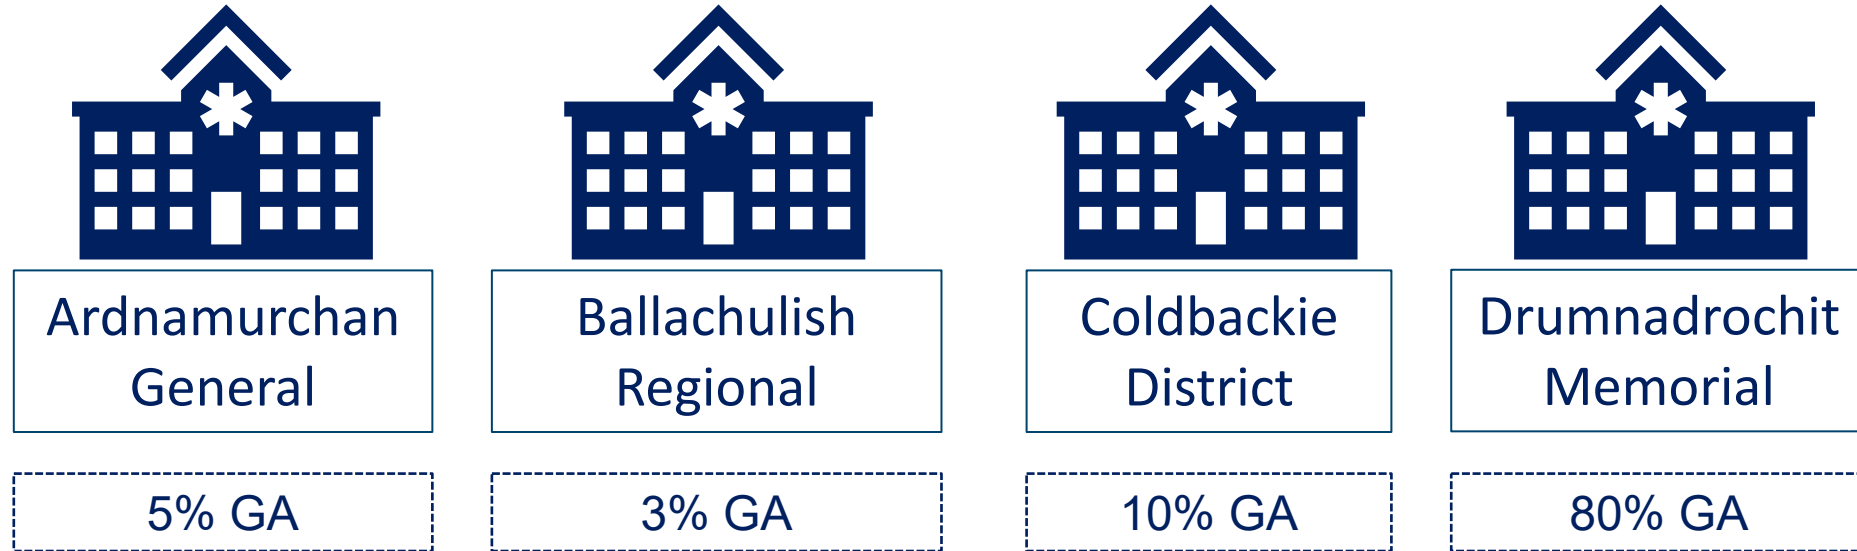 Ardnamurchan
General
Ballachulish
Regional
Coldbackie
District
Drumnadrochit
Memorial
5% GA
3% GA
10% GA
80% GA